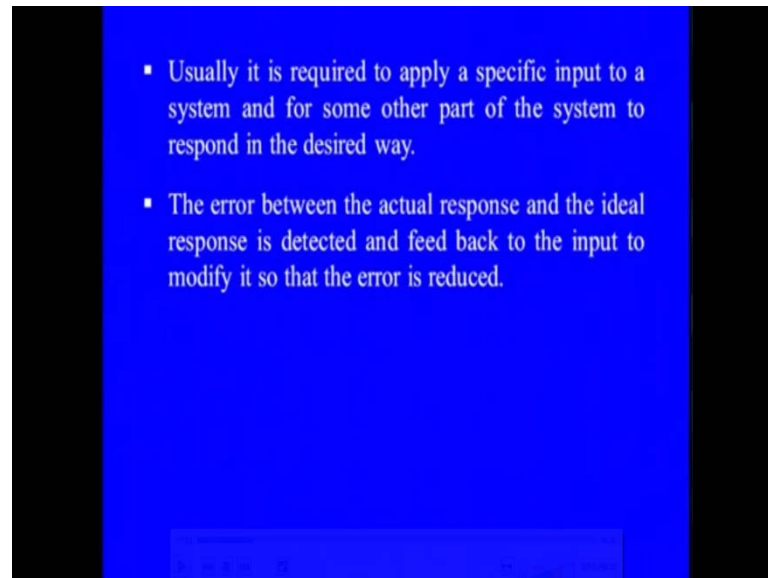 ▪ Usually it is required to apply a specific input to a
system and for some other part of the system to
respond in the desired way.
▪ The error between the actual response and the ideal
response is detected and feed back to the input to
modify it so that the error is reduced.